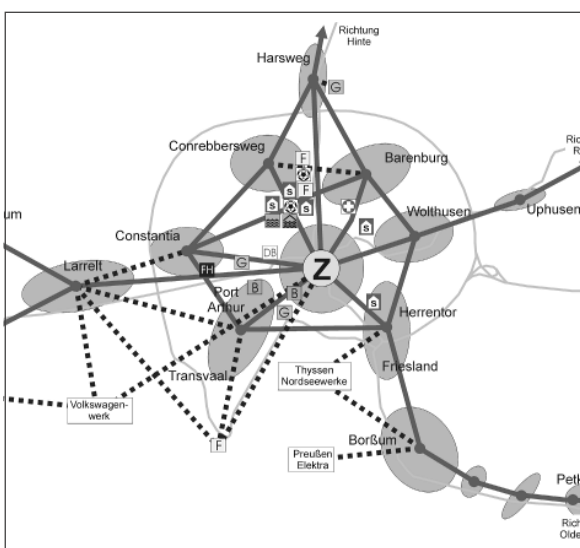 Richtung
Hinte
Harsweg
G
Conrebbersweg
F
Barenburg
Ric
R
S
F
S
S
Wolthusen
Uphusen
S
um
Constantia
DB
Larrelt
FH
G
Z
Port
Arthur
B
B
G
S
Herrentor
Transvaal
Thyssen
Nordseewerke
Friesland
Volkswagen-
werk
F
Borßum
Preußen
Elektra
Petk
Rich
Olde